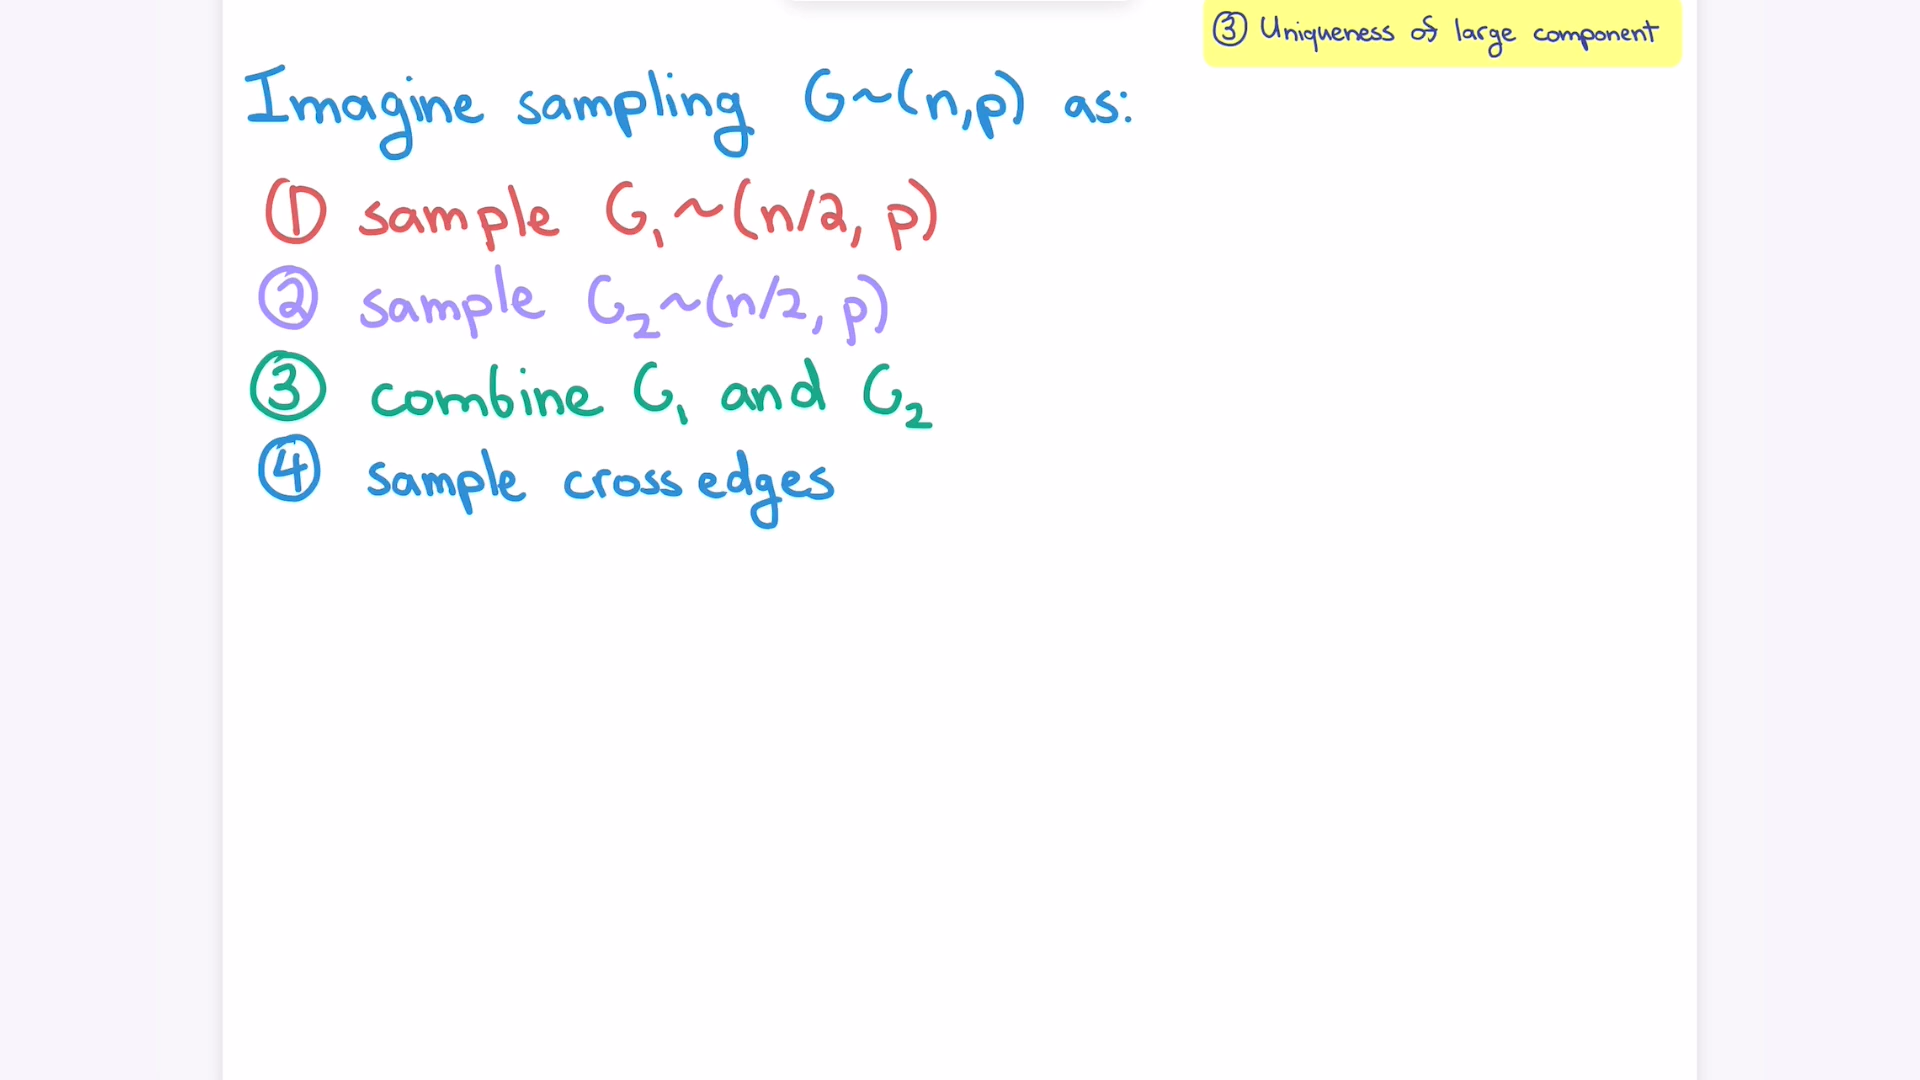 ③ Uniqueness of large component
Imagine sampling G~(n,p) as:
① sample G₁~(n/2, p)
② sample G₂~(n/2, p)
③ combine G₁ and G₂
④ sample cross edges